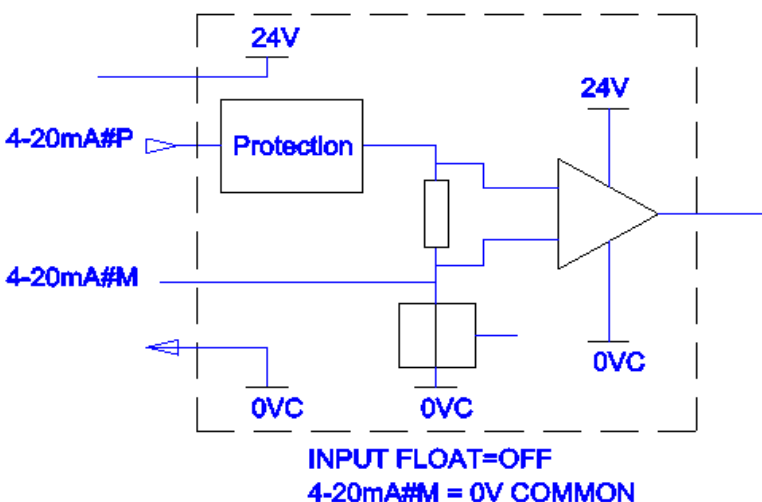 24V
24V
4-20mA#P
Protection
4-20mA#M
0VC
0VC
0VC
INPUT FLOAT=OFF
4-20mA#M = 0V COMMON